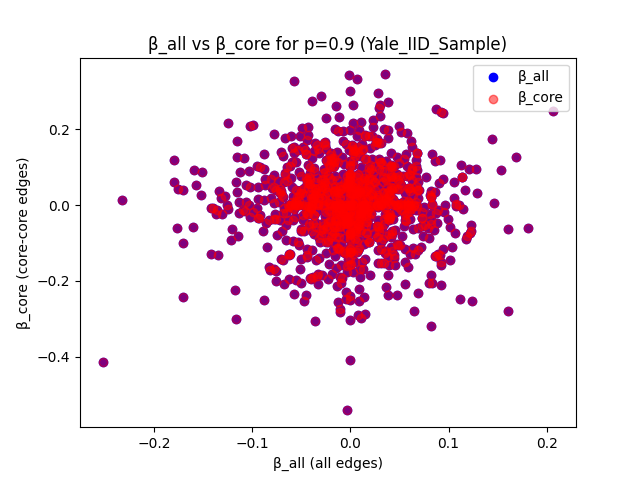 β_all vs β_core for p=0.9 (Yale_IID_Sample)
β_all
β_core
β_core (core-core edges)
0.2
0.0
−0.2
−0.4
−0.2
−0.1
0.0
0.1
0.2
β_all (all edges)